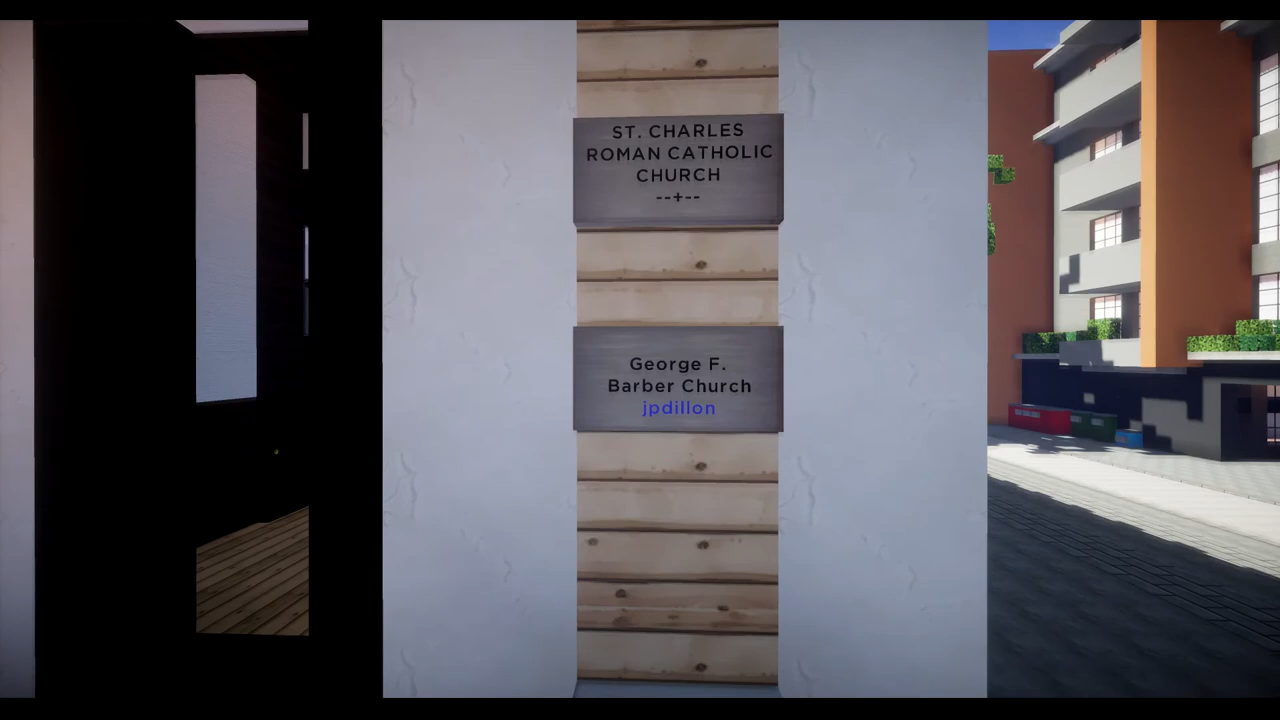 ST. CHARLES
ROMAN CATHOLIC
CHURCH
--+--
George F.
Barber Church
jpdillon